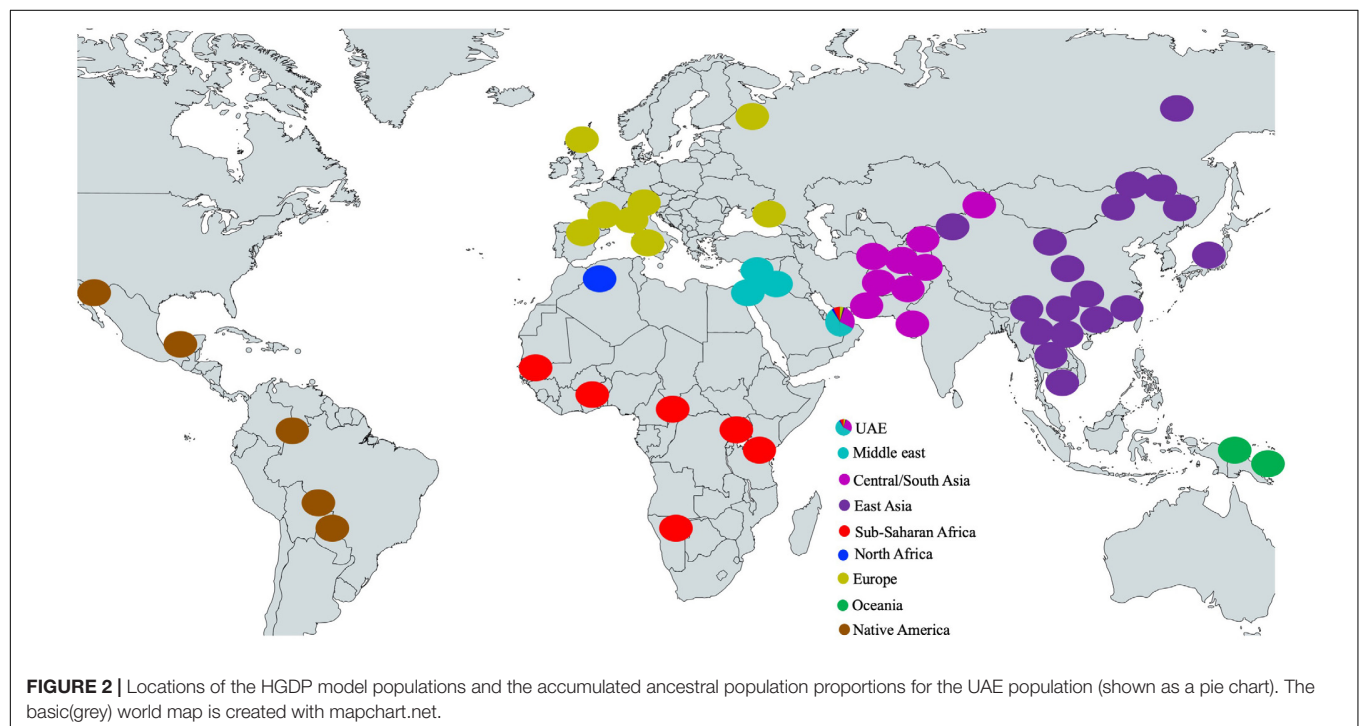 UAE
Middle east
Central/South Asia
East Asia
Sub-Saharan Africa
North Africa
Europe
Oceania
Native America
FIGURE 2 | Locations of the HGDP model populations and the accumulated ancestral population proportions for the UAE population (shown as a pie chart). The
basic(grey) world map is created with mapchart.net.